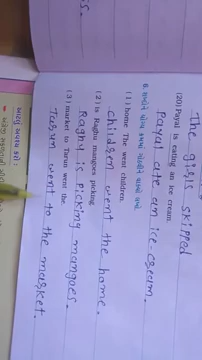 The girls skipped
(20) Payal is eating an ice cream.
Payal ate an ice-cream.
(1) home The went children.
Children went the home.
(2) is Raghu mangoes picking
Raghu is picking mangoes.
(3) market to Thrun went the
Tarun went to the market.